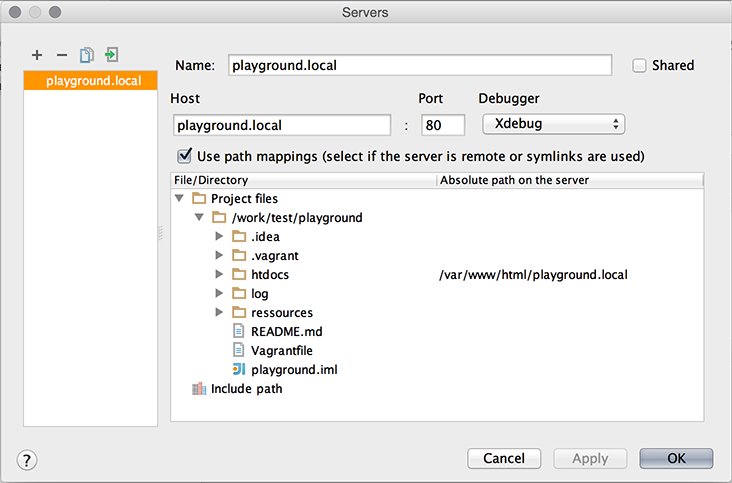 Servers
playground.local
Name: playground.local Shared
Host Port Debugger
playground.local : 80 Xdebug
Use path mappings (select if the server is remote or symlinks are used)
File/Directory Absolute path on the server
Project files
/work/test/playground
.idea
.vagrant
htdocs /var/www/html/playground.local
log
ressources
README.md
Vagrantfile
playground.iml
Include path
? Cancel Apply OK